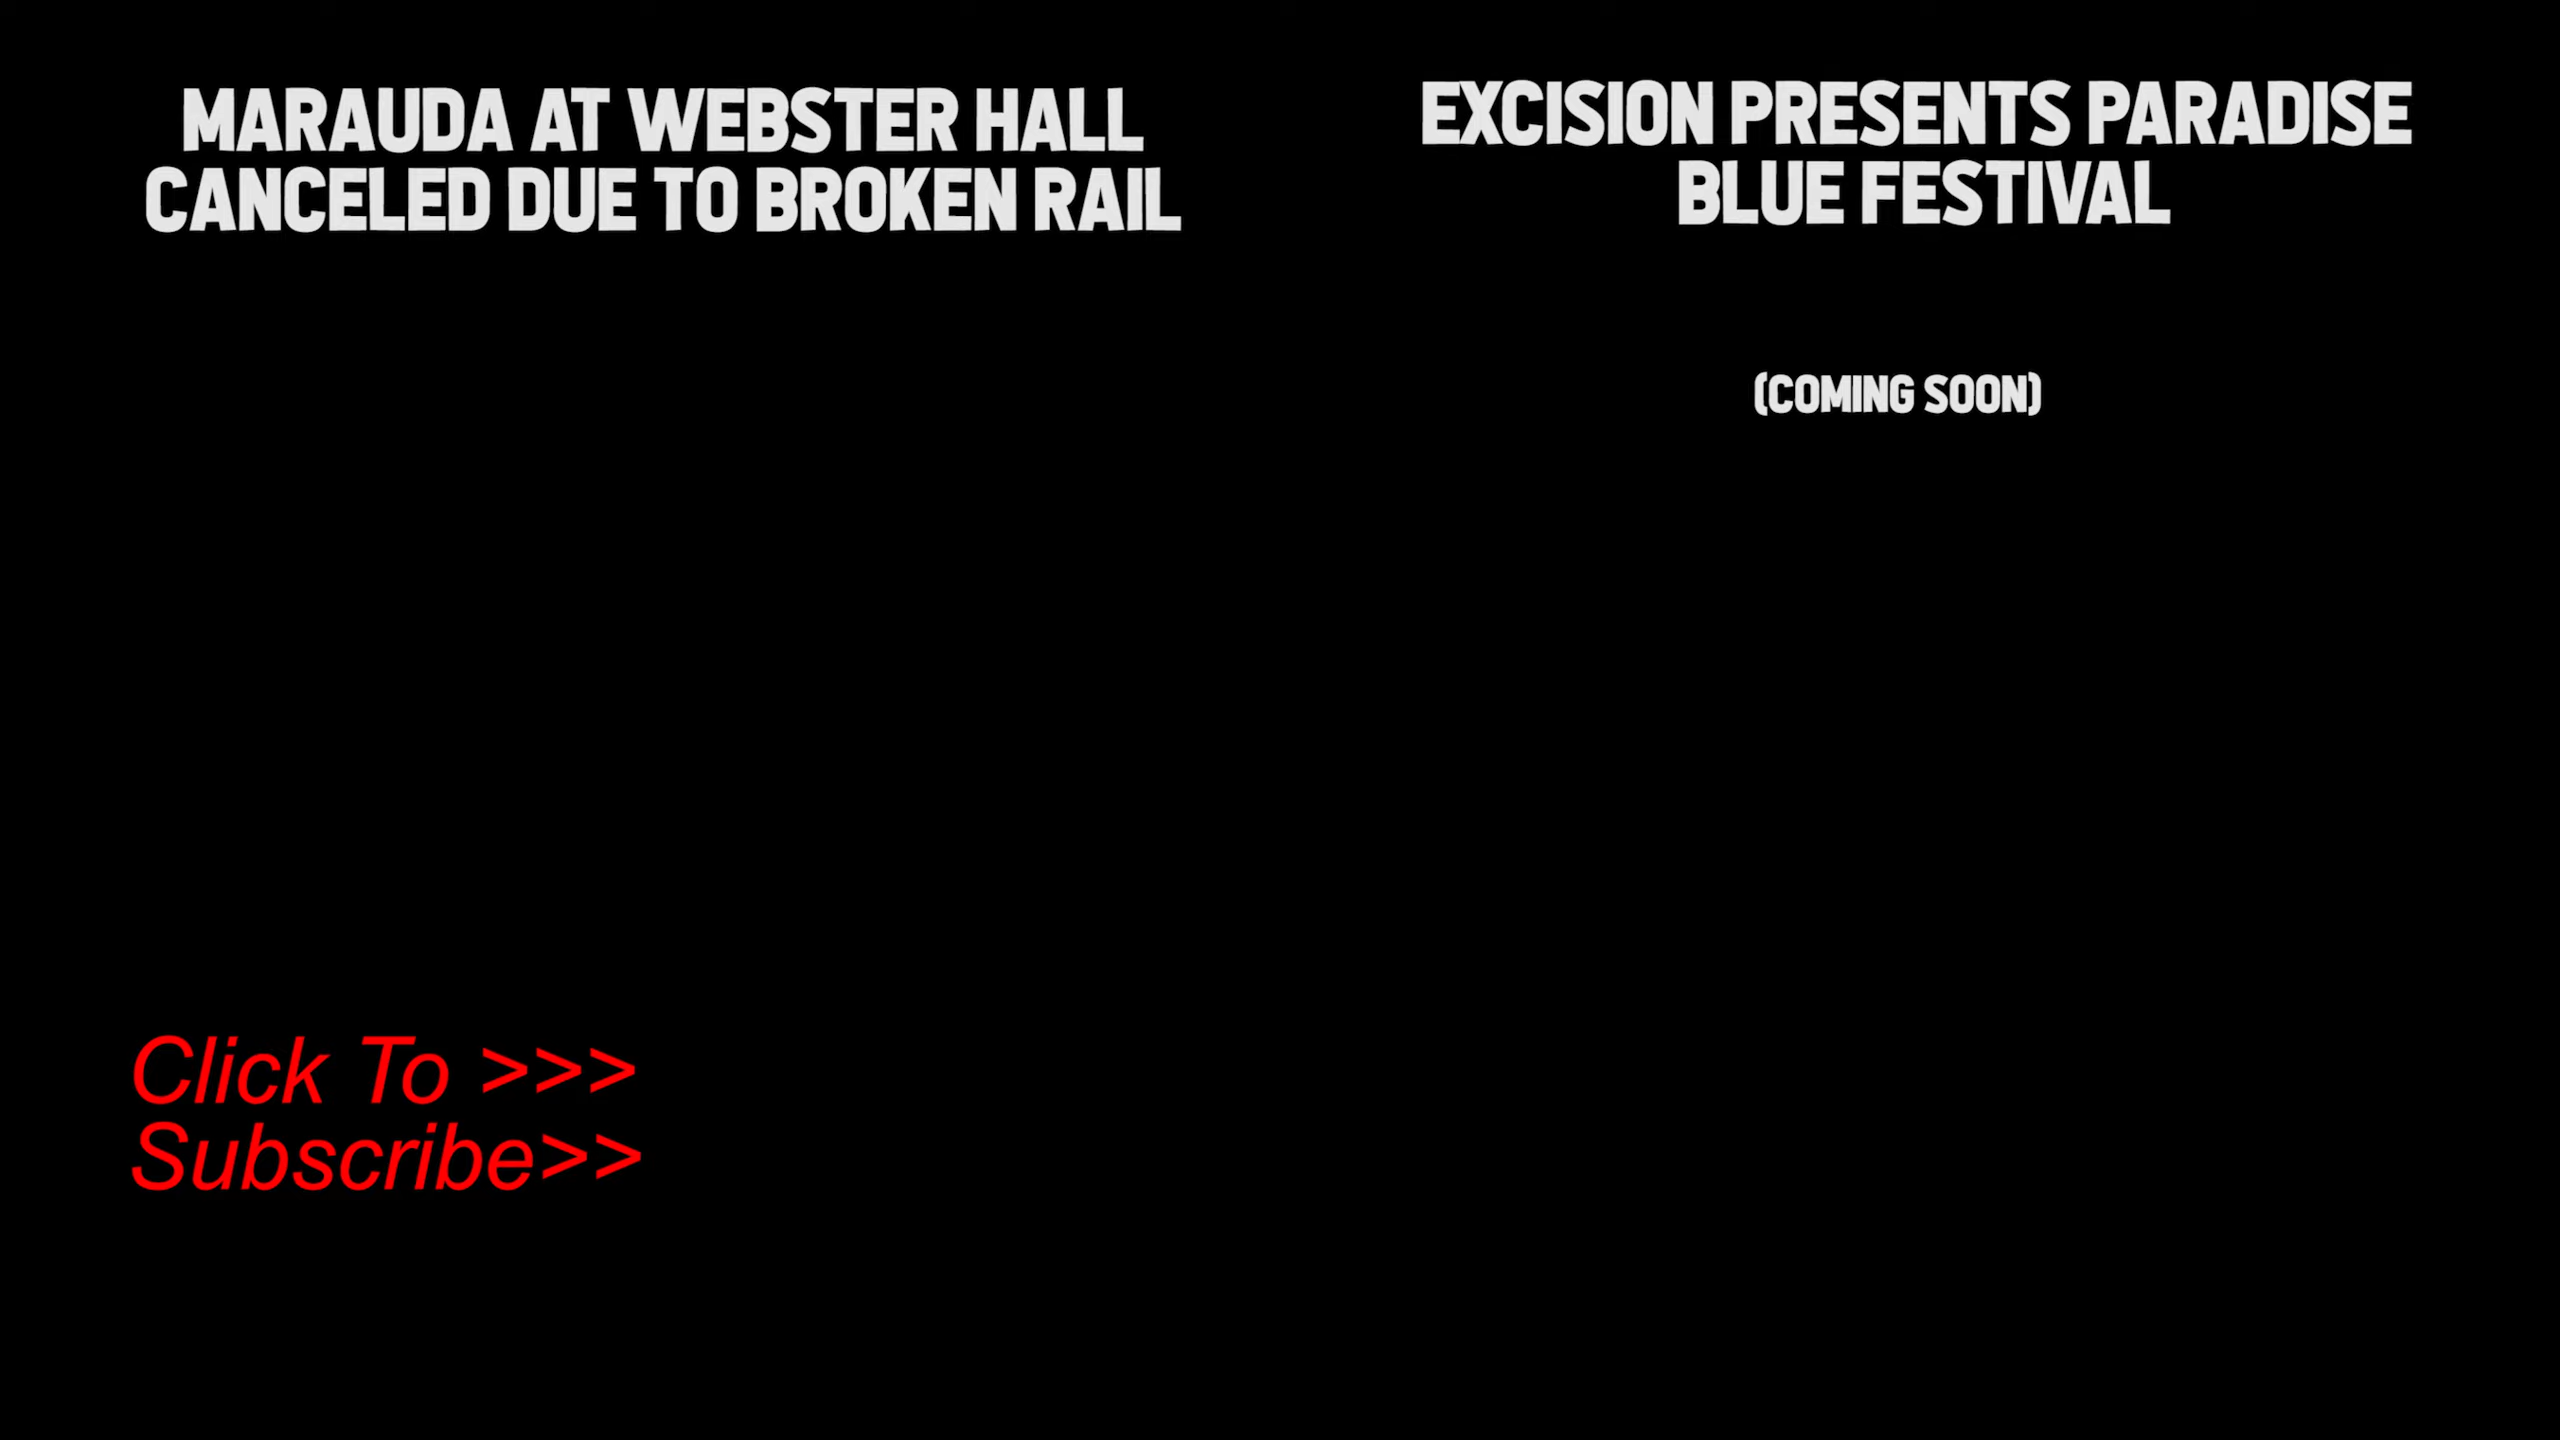 MARAUDA AT WEBSTER HALL
CANCELED DUE TO BROKEN RAIL
EXCISION PRESENTS PARADISE
BLUE FESTIVAL
(COMING SOON)
Click To >>>
Subscribe>>